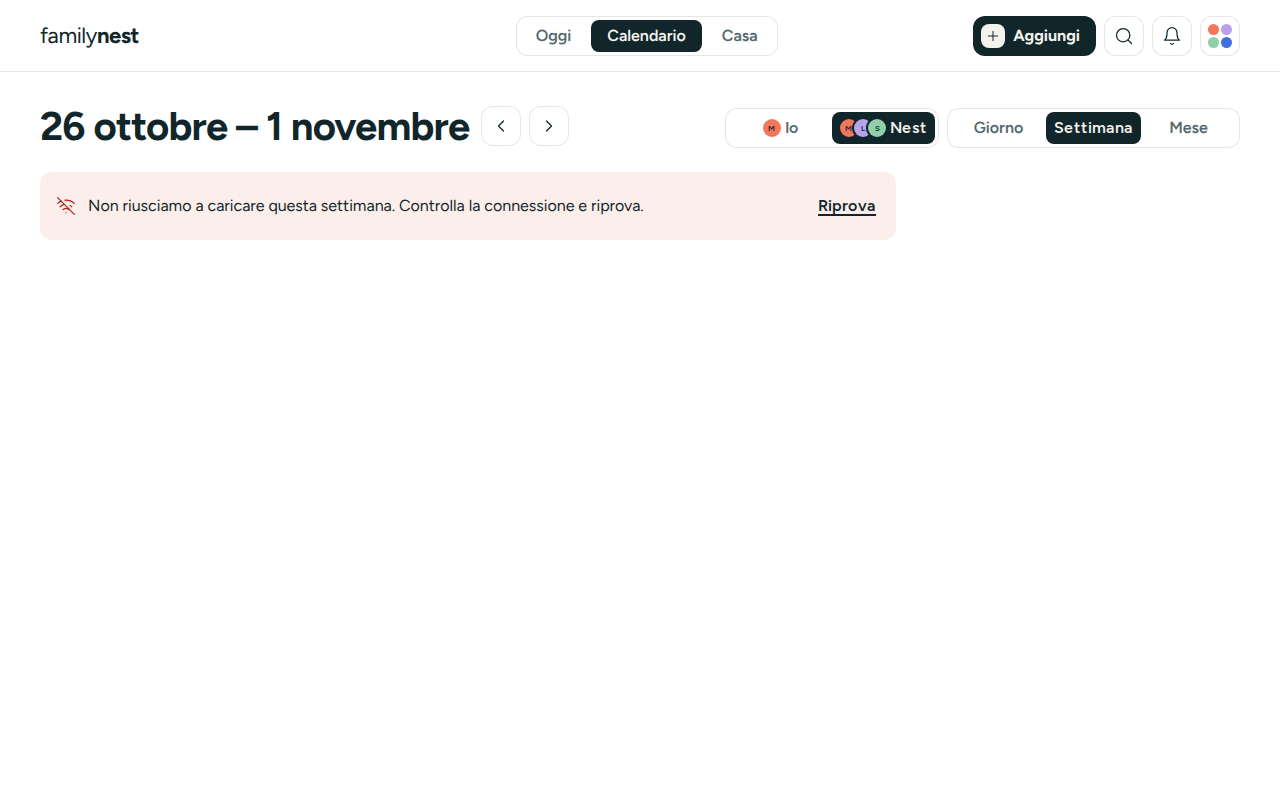 familynest
Oggi Calendario Casa
Aggiungi
26 ottobre – 1 novembre
M Io
M L S Nest
Giorno Settimana Mese
Non riusciamo a caricare questa settimana. Controlla la connessione e riprova.
Riprova